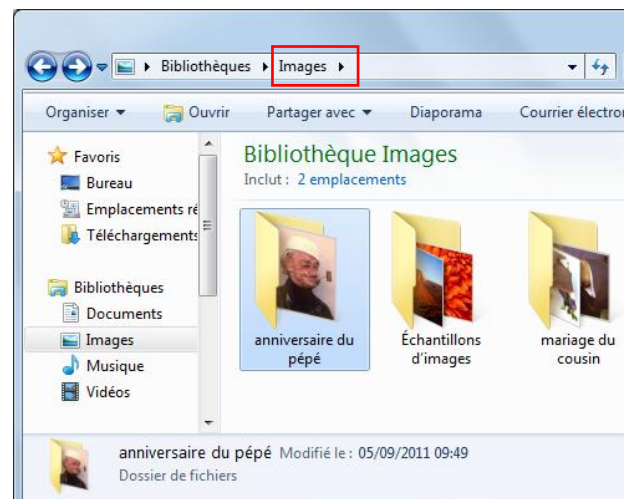 Bibliothèques Images
Organiser Ouvrir Partager avec Diaporama Courrier électron
Favoris
Bureau
Emplacements ré
Téléchargements
Bibliothèques
Documents
Images
Musique
Vidéos
Bibliothèque Images
Inclut : 2 emplacements
anniversaire du
pépé
Échantillons
d'images
mariage du
cousin
anniversaire du pépé Modifié le : 05/09/2011 09:49
Dossier de fichiers